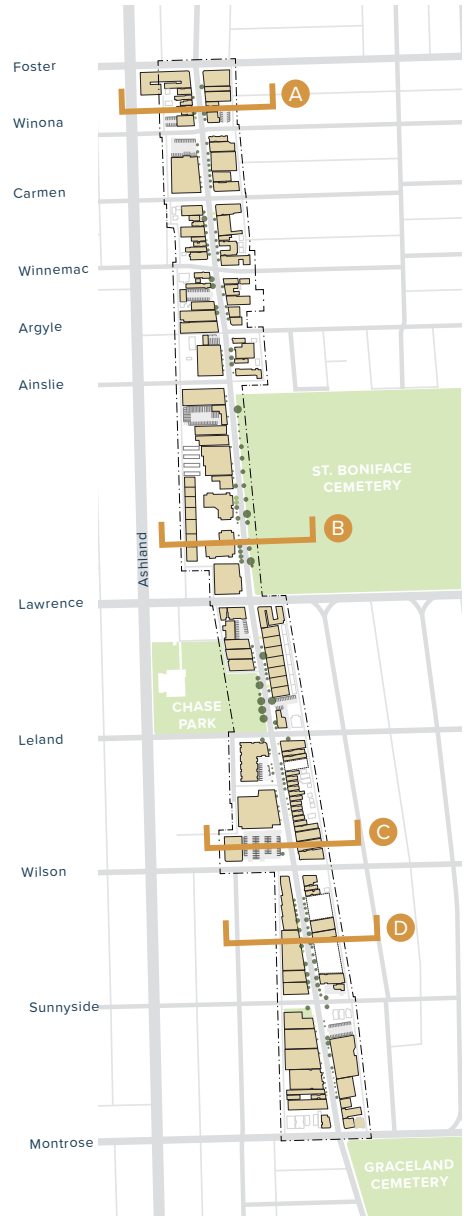 Foster
A
Winona
Carmen
Winnemac
Argyle
Ainslie
ST. BONIFACE
CEMETERY
B
Ashland
Lawrence
CHASE
PARK
Leland
C
Wilson
D
Sunnyside
Montrose
GRACELAND
CEMETERY